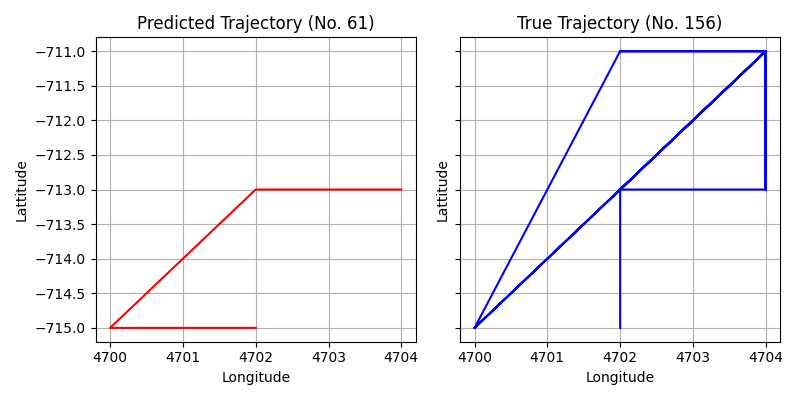 Predicted Trajectory (No. 61)
True Trajectory (No. 156)
−711.0
−711.5
−712.0
−712.5
−713.0
−713.5
−714.0
−714.5
−715.0
Lattitude
Lattitude
4700 4701 4702 4703 4704
4700 4701 4702 4703 4704
Longitude
Longitude